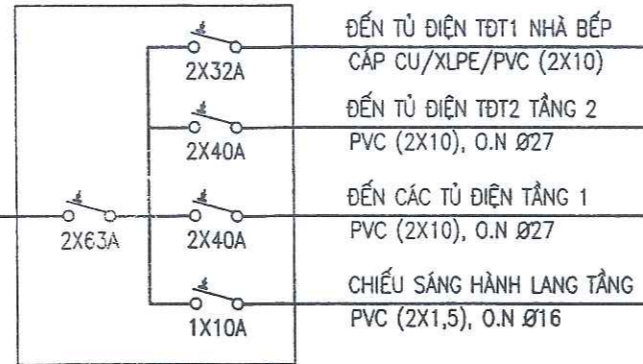 ĐẾN TỦ ĐIỆN TĐT1 NHÀ BẾP
2X32A
CÁP CU/XLPE/PVC (2X10)
ĐẾN TỦ ĐIỆN TĐT2 TẦNG 2
2X40A
PVC (2X10), O.N Ø27
ĐẾN CÁC TỦ ĐIỆN TẦNG 1
2X63A
2X40A
PVC (2X10), O.N Ø27
CHIẾU SÁNG HÀNH LANG TẦNG
1X10A
PVC (2X1,5), O.N Ø16